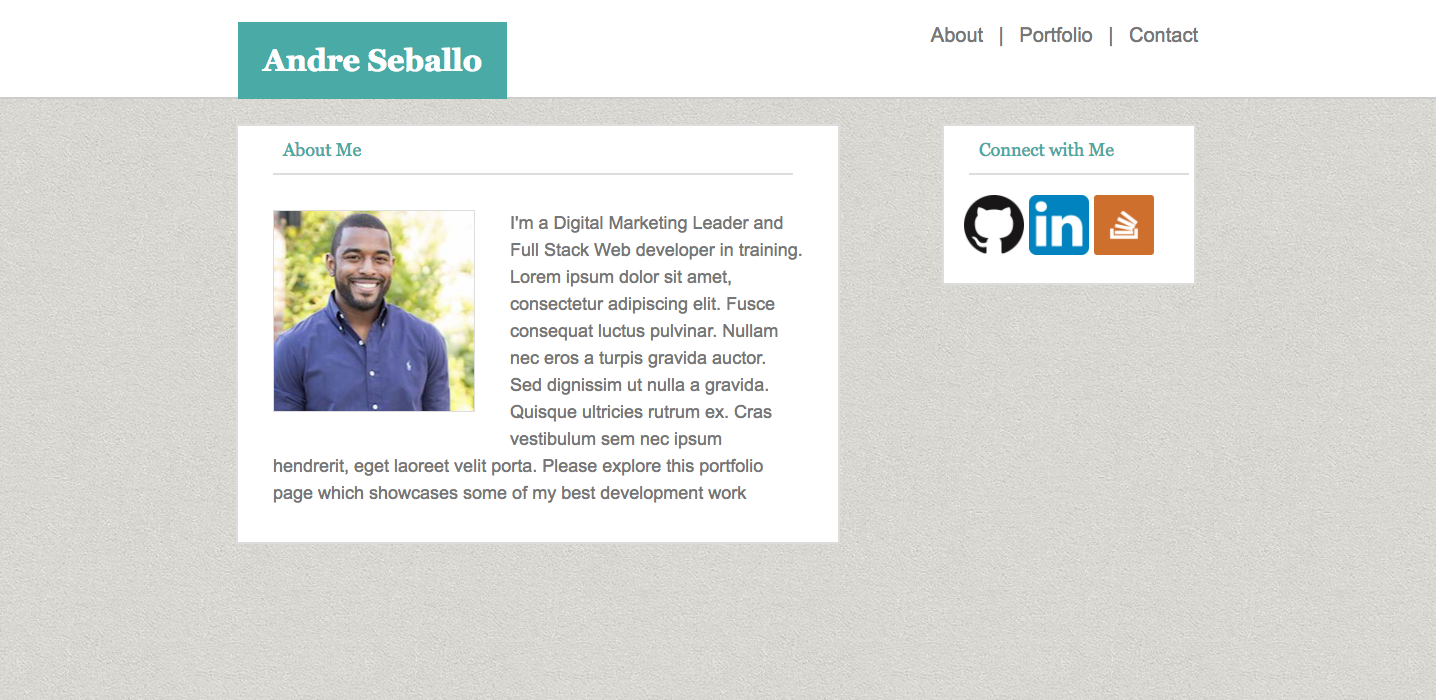 Andre Seballo
About | Portfolio | Contact
About Me
I'm a Digital Marketing Leader and
Full Stack Web developer in training.
Lorem ipsum dolor sit amet,
consectetur adipiscing elit. Fusce
consequat luctus pulvinar. Nullam
nec eros a turpis gravida auctor.
Sed dignissim ut nulla a gravida.
Quisque ultricies rutrum ex. Cras
vestibulum sem nec ipsum
hendrerit, eget laoreet velit porta. Please explore this portfolio
page which showcases some of my best development work
Connect with Me
in